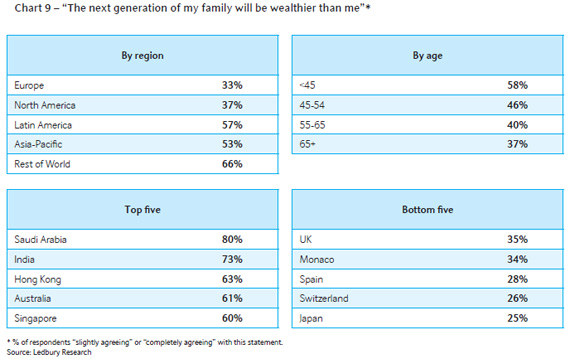 Chart 9 – “The next generation of my family will be wealthier than me”*
By region
Europe 33%
North America 37%
Latin America 57%
Asia-Pacific 53%
Rest of World 66%
By age
<45 58%
45-54 46%
55-65 40%
65+ 37%
Top five
Saudi Arabia 80%
India 73%
Hong Kong 63%
Australia 61%
Singapore 60%
Bottom five
UK 35%
Monaco 34%
Spain 28%
Switzerland 26%
Japan 25%
* % of respondents “slightly agreeing” or “completely agreeing” with this statement.
Source: Ledbury Research